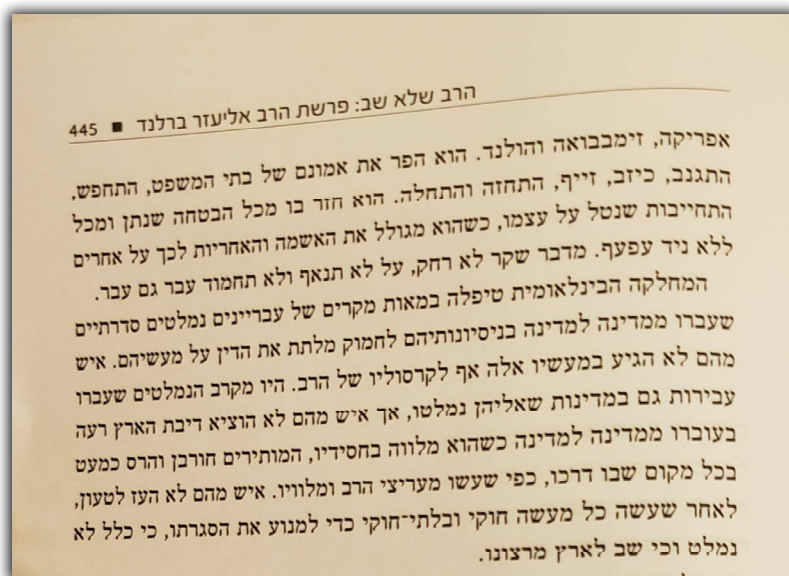 הרב שלא שב: פרשת הרב אליעזר ברלנד ■ 445
אפריקה, זימבבואה והולנד. הוא הפר את אמונם של בתי המשפט, התחפש,
התגנב, כיזב, זייף, התחזה והתחלה. הוא חזר בו מכל הבטחה שנתן ומכל
התחייבות שנטל על עצמו, כשהוא מגולל את האשמה והאחריות לכך על אחרים
ללא ניד עפעף. מדבר שקר לא רחק, על לא תנאף ולא תחמוד עבר גם עבר.
המחלקה הבינלאומית טיפלה במאות מקרים של עבריינים נמלטים סדרתיים
שעברו ממדינה למדינה בניסיונותיהם לחמוק מלתת את הדין על מעשיהם. איש
מהם לא הגיע במעשיו אלה אף לקרסוליו של הרב. היו מקרב הנמלטים שעברו
עבירות גם במדינות שאליהן נמלטו, אך איש מהם לא הוציא דיבת הארץ רעה
בעוברו ממדינה למדינה כשהוא מלווה בחסידיו, המותירים חורבן והרס כמעט
בכל מקום שבו דרכו, כפי שעשו מעריצי הרב ומלוויו. איש מהם לא העז לטעון,
לאחר שעשה כל מעשה חוקי ובלתי־חוקי כדי למנוע את הסגרתו, כי כלל לא
נמלט וכי שב לארץ מרצונו.